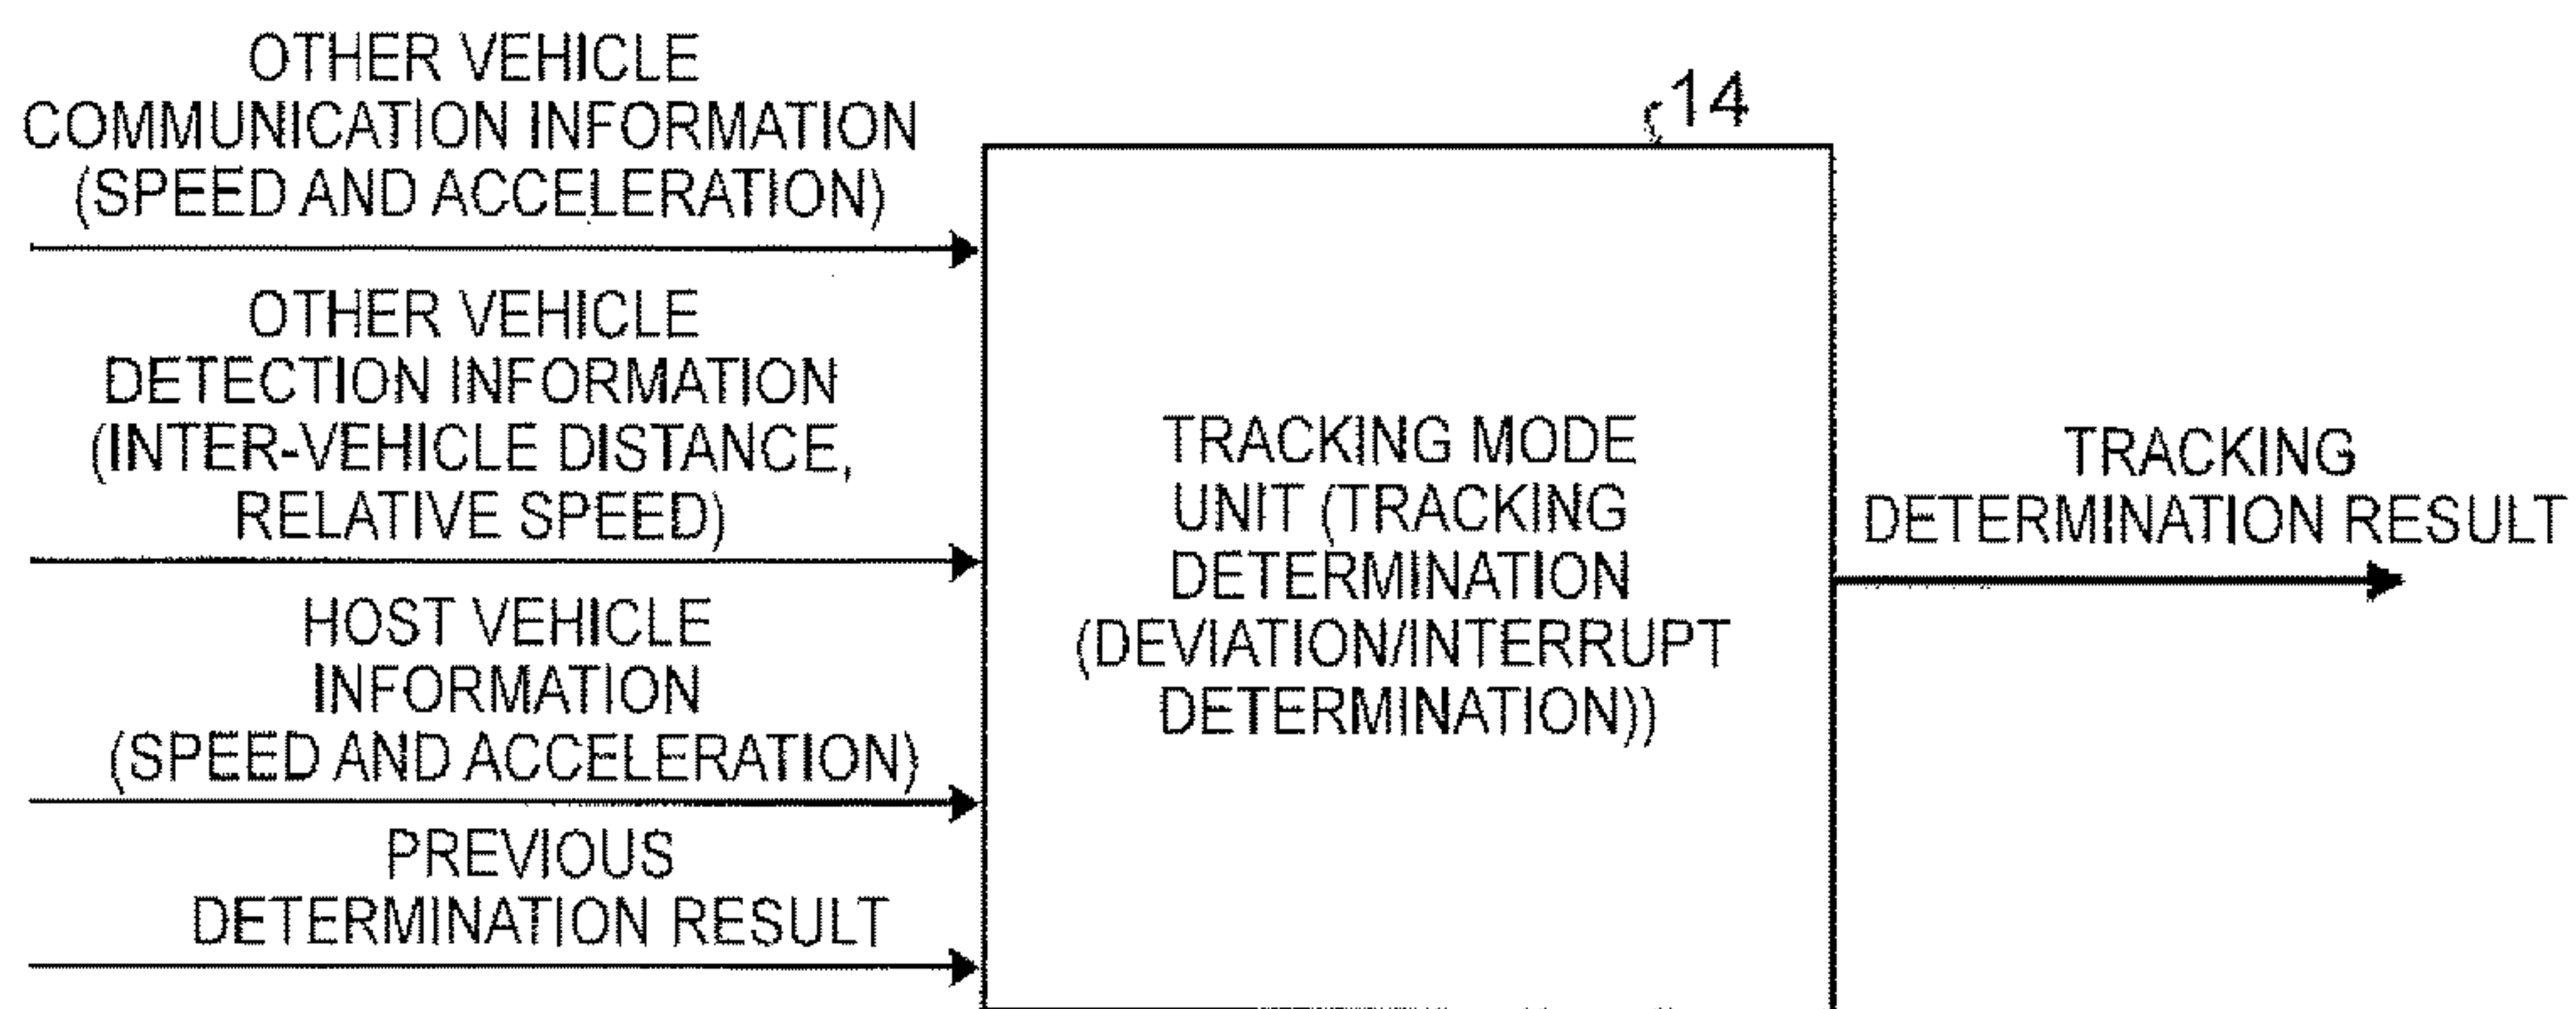 OTHER VEHICLE
COMMUNICATION INFORMATION
(SPEED AND ACCELERATION)
OTHER VEHICLE
DETECTION INFORMATION
(INTER-VEHICLE DISTANCE,
RELATIVE SPEED)
HOST VEHICLE
INFORMATION
(SPEED AND ACCELERATION)
PREVIOUS
DETERMINATION RESULT
14
TRACKING MODE
UNIT (TRACKING
DETERMINATION
(DEVIATION/INTERRUPT
DETERMINATION))
TRACKING
DETERMINATION RESULT